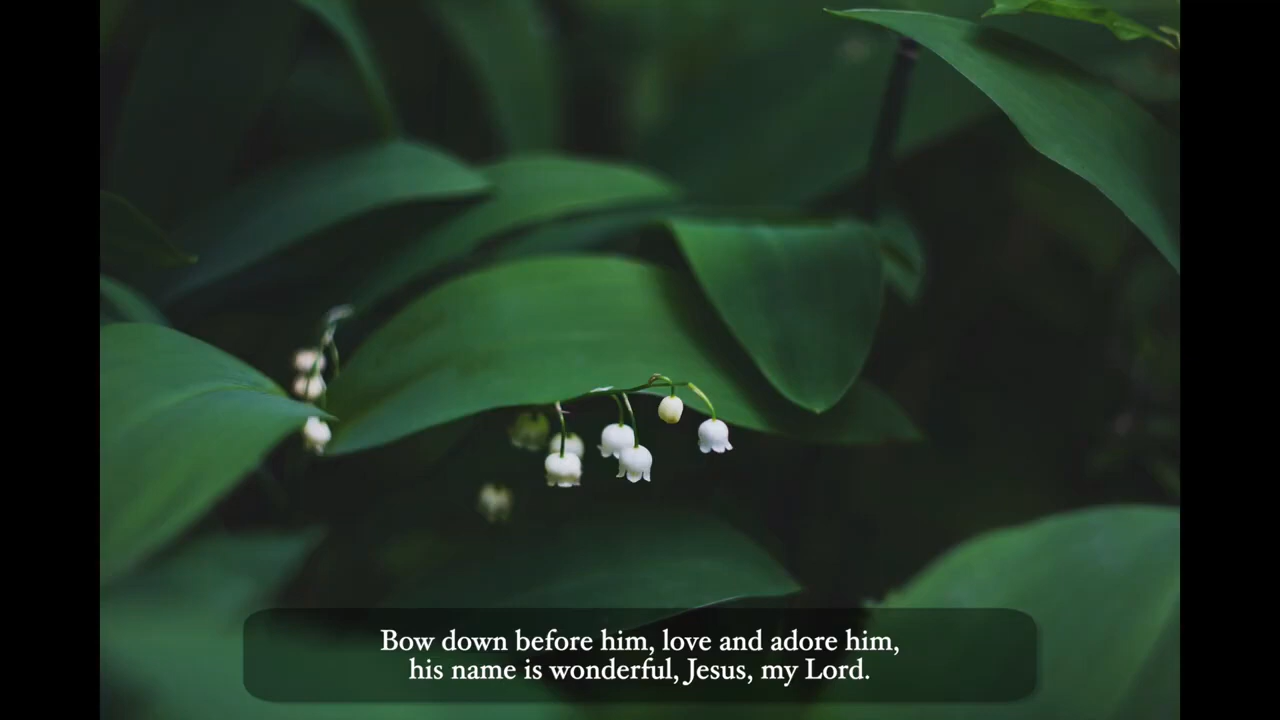 Bow down before him, love and adore him,
his name is wonderful, Jesus, my Lord.